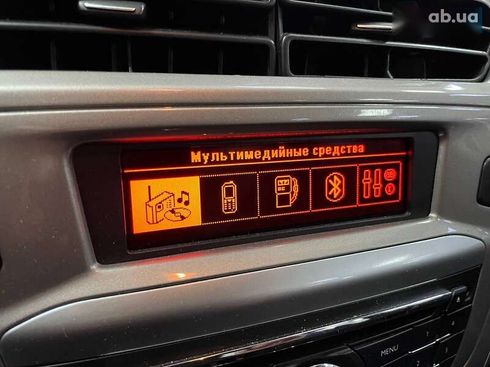 ab.ua
Мультимедийные средства
MENU